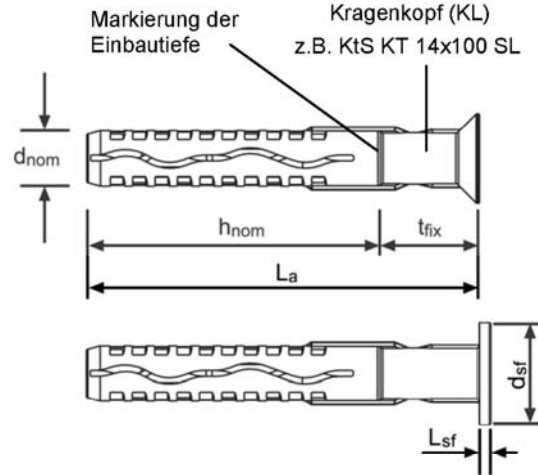 Markierung der
Einbautiefe
Kragenkopf (KL)
z.B. KtS KT 14x100 SL
dnom
hnom
tfix
La
dsf
Lsf